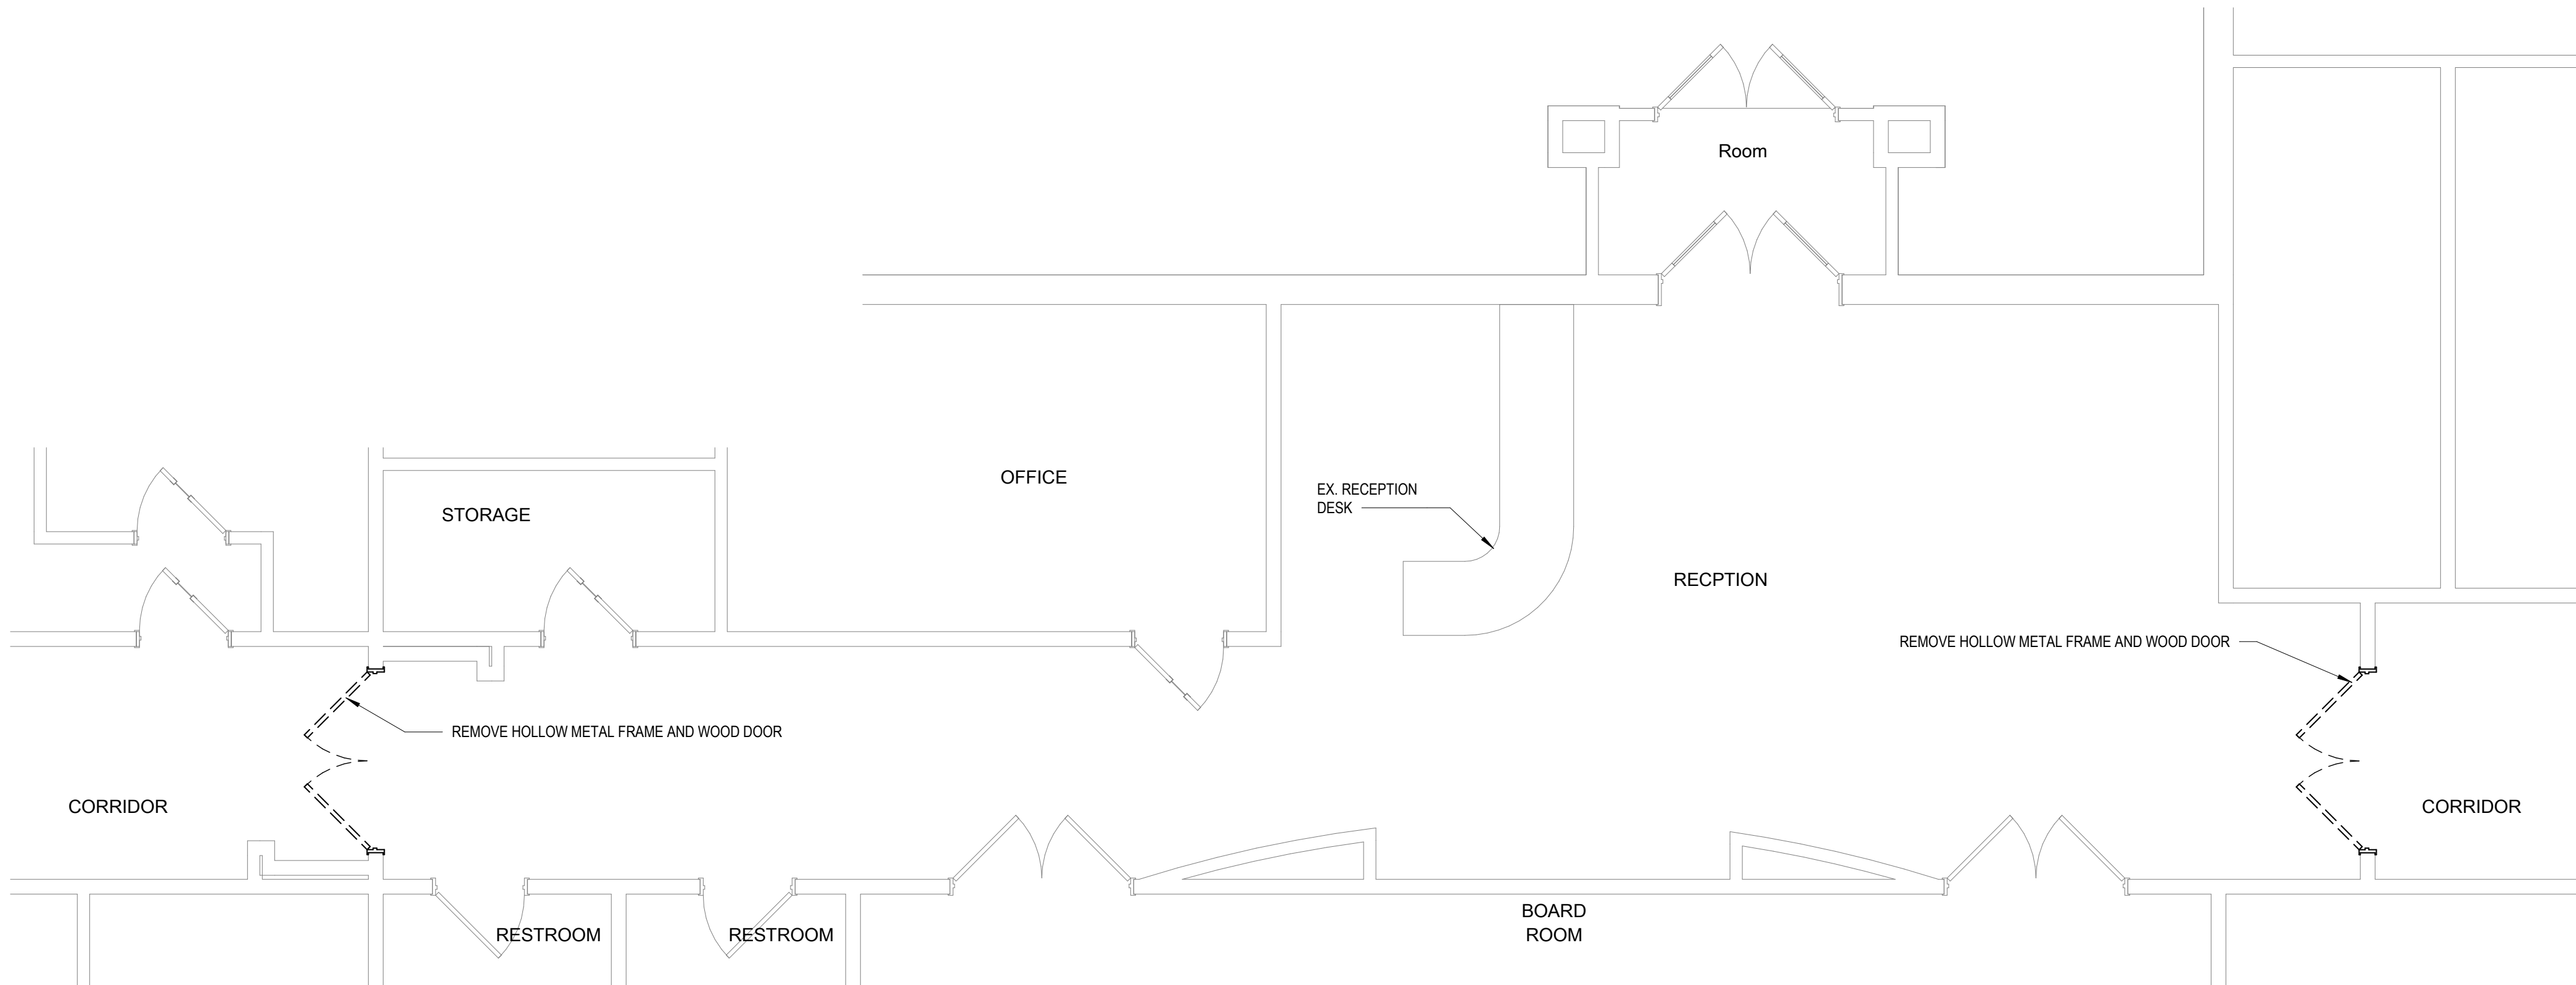 Room
OFFICE
EX. RECEPTION
DESK
STORAGE
RECPTION
REMOVE HOLLOW METAL FRAME AND WOOD DOOR
REMOVE HOLLOW METAL FRAME AND WOOD DOOR
CORRIDOR
CORRIDOR
BOARD
ROOM
RESTROOM
RESTROOM